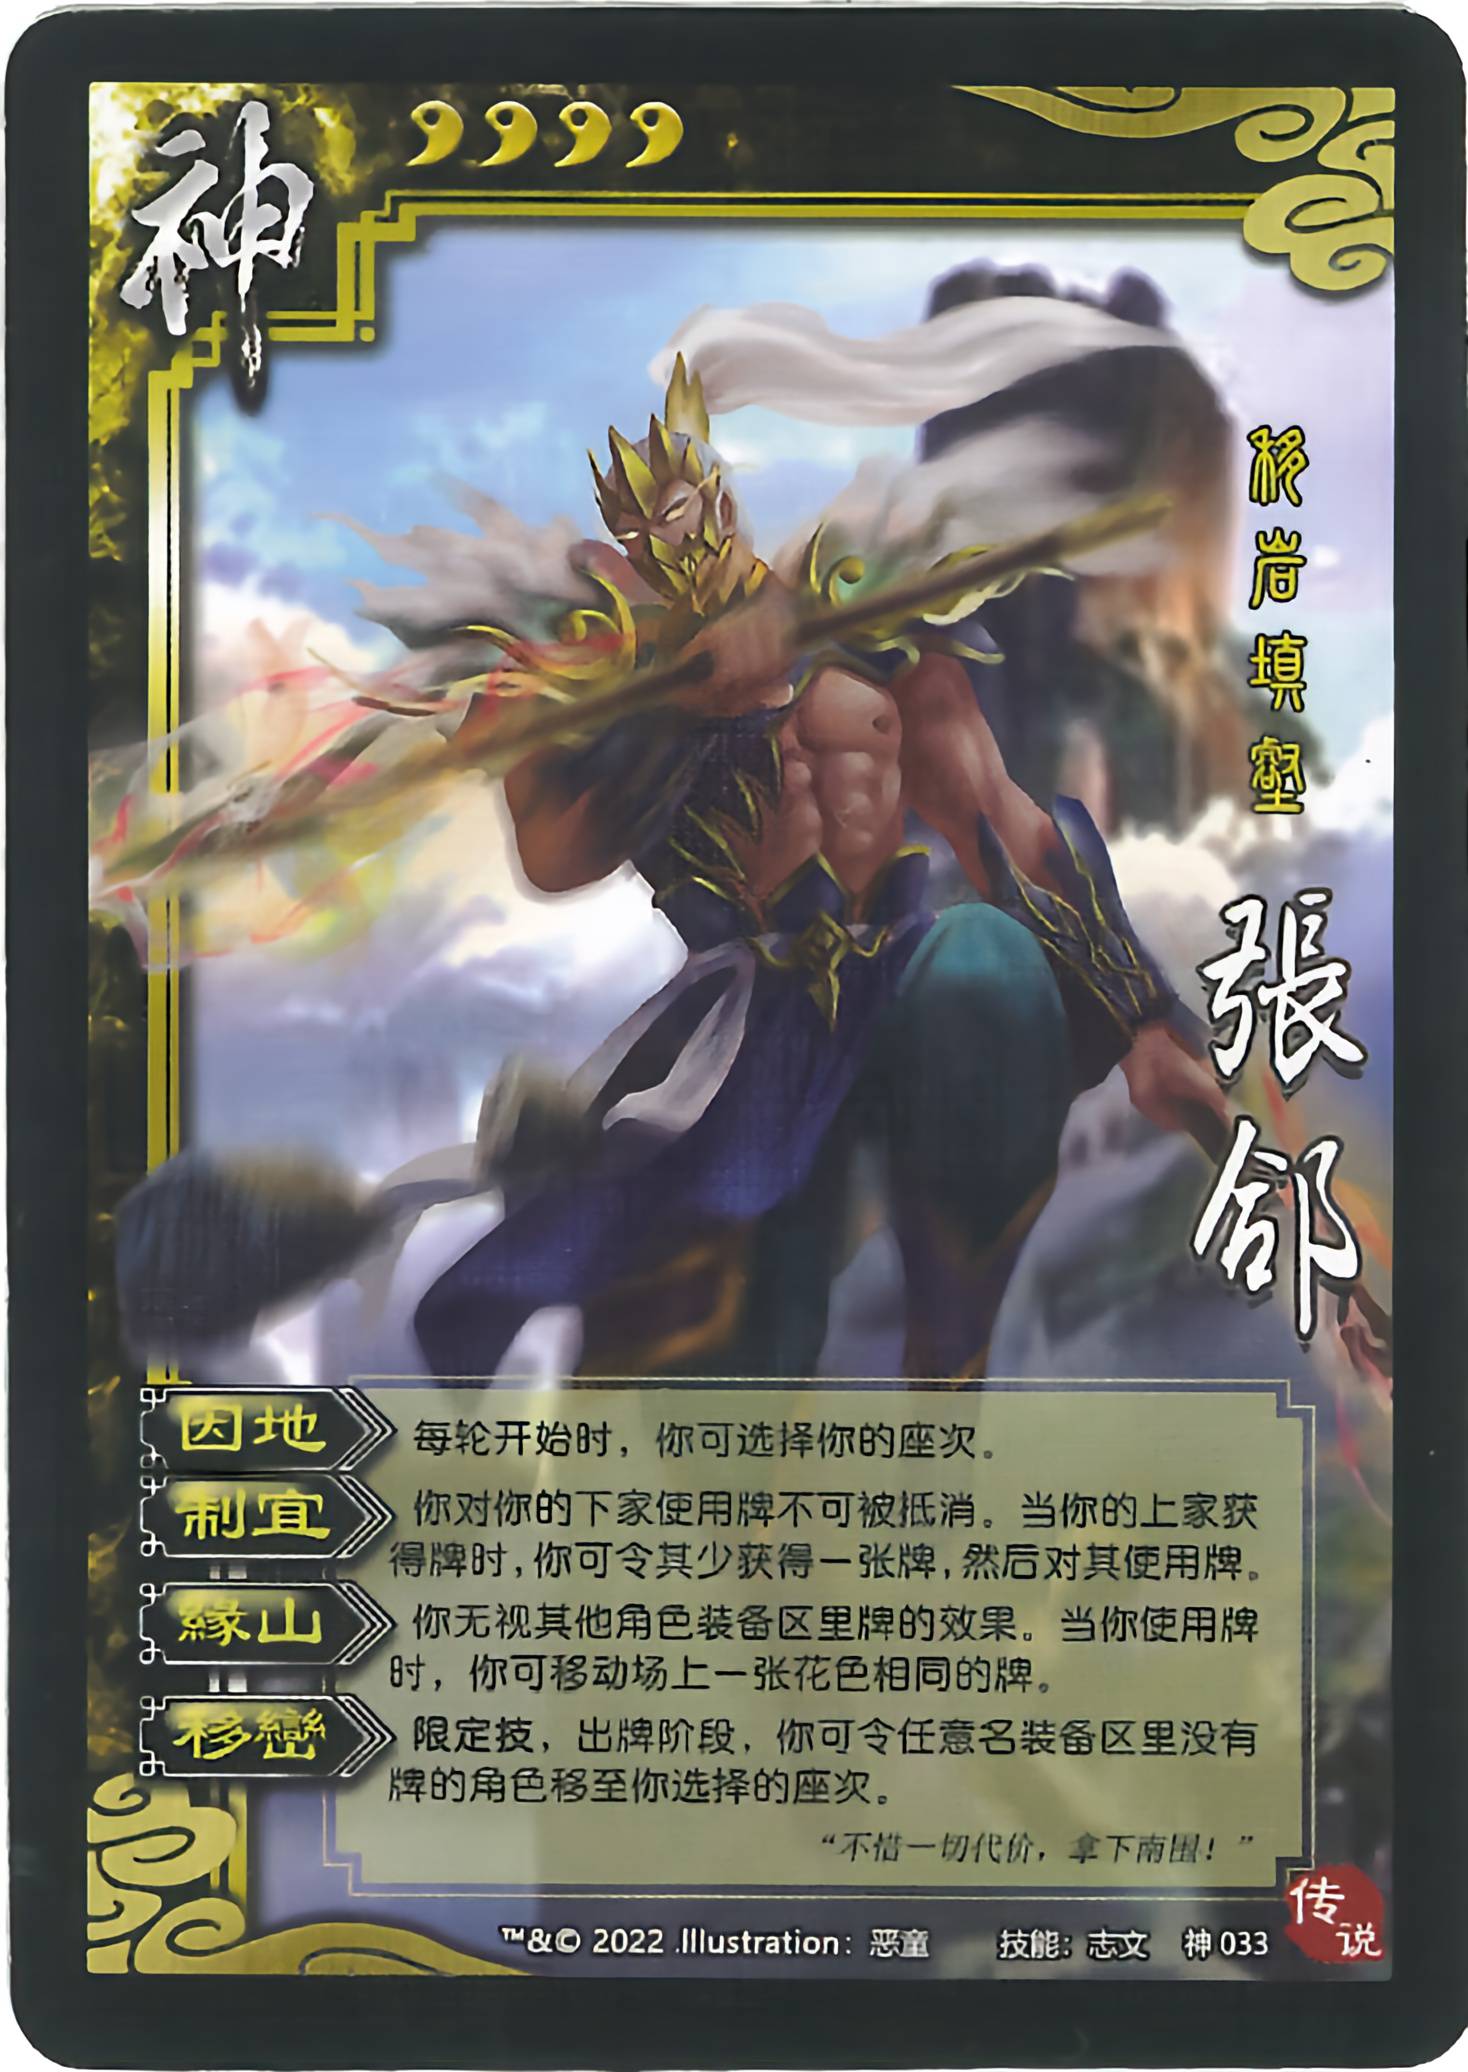 神
移岩填壑
張郃
因地
每轮开始时，你可选择你的座次。
制宜
你对你的下家使用牌不可被抵消。当你的上家获
得牌时，你可令其少获得一张牌，然后对其使用牌。
緣山
你无视其他角色装备区里牌的效果。当你使用牌
时，你可移动场上一张花色相同的牌。
移巒
限定技，出牌阶段，你可令任意名装备区里没有
牌的角色移至你选择的座次。
“不惜一切代价，拿下南围！”
™&© 2022 .Illustration：恶童 技能：志文 神 033
传说